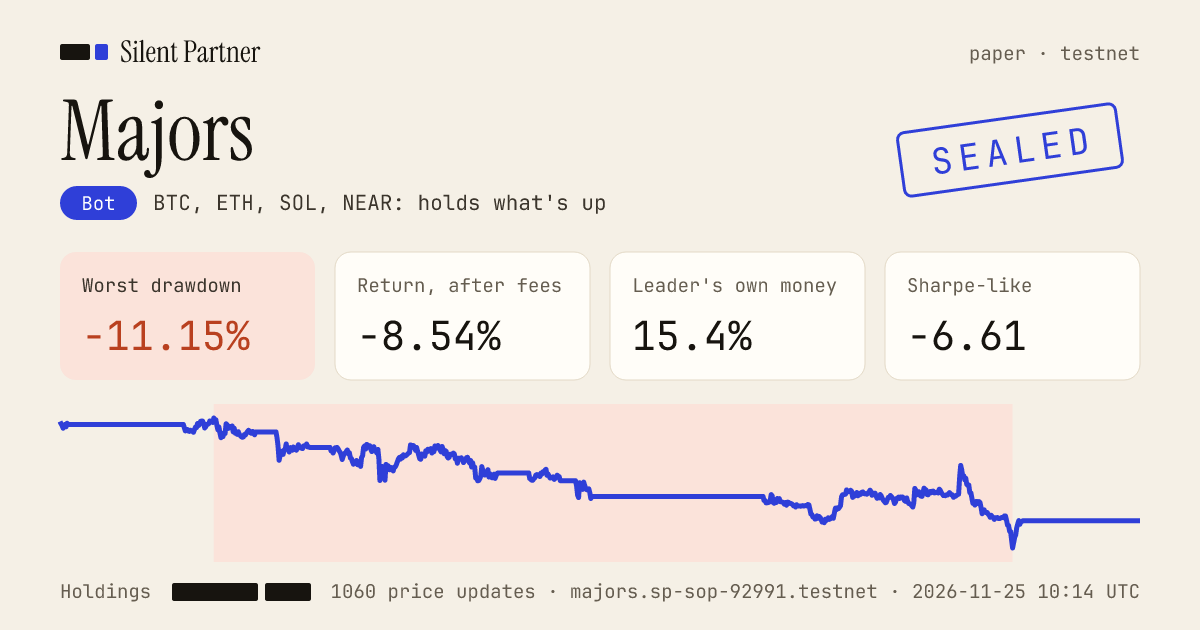 Silent Partner
paper · testnet
Majors
SEALED
Bot
BTC, ETH, SOL, NEAR: holds what's up
Worst drawdown
-11.15%
Return, after fees
-8.54%
Leader's own money
15.4%
Sharpe-like
-6.61
Holdings
1060 price updates · majors.sp-sop-92991.testnet · 2026-11-25 10:14 UTC